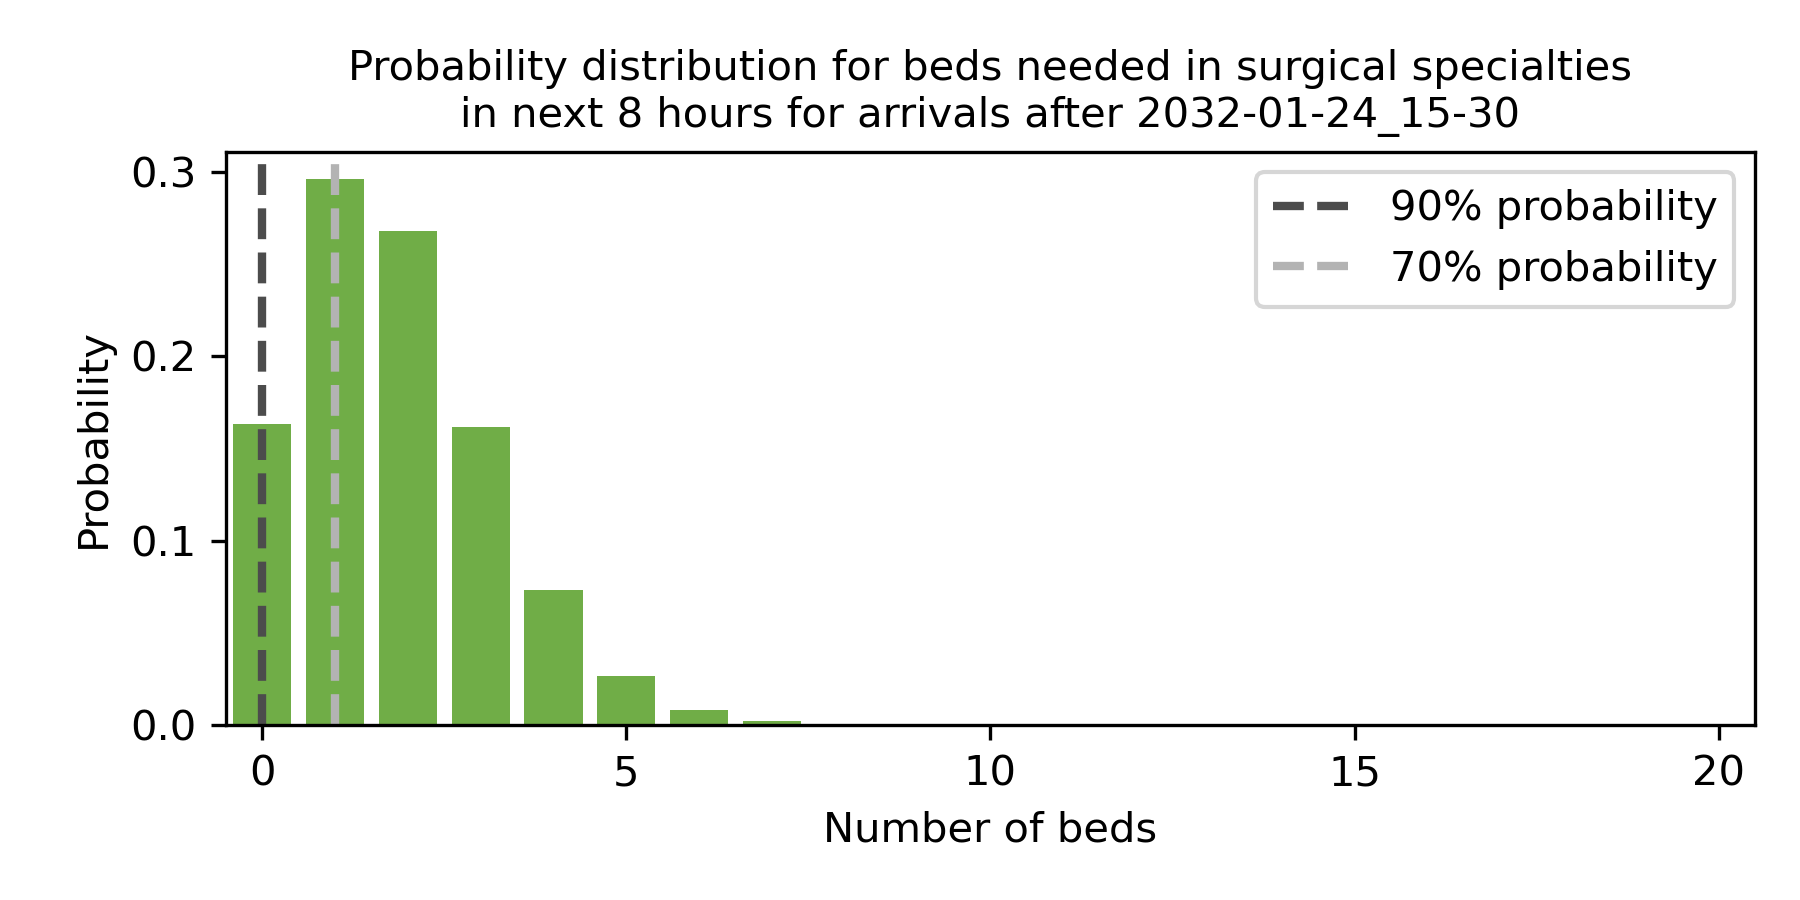 Probability distribution for beds needed in surgical specialties
in next 8 hours for arrivals after 2032-01-24_15-30
90% probability
70% probability
Probability
0.3
0.2
0.1
0.0
0 5 10 15 20
Number of beds